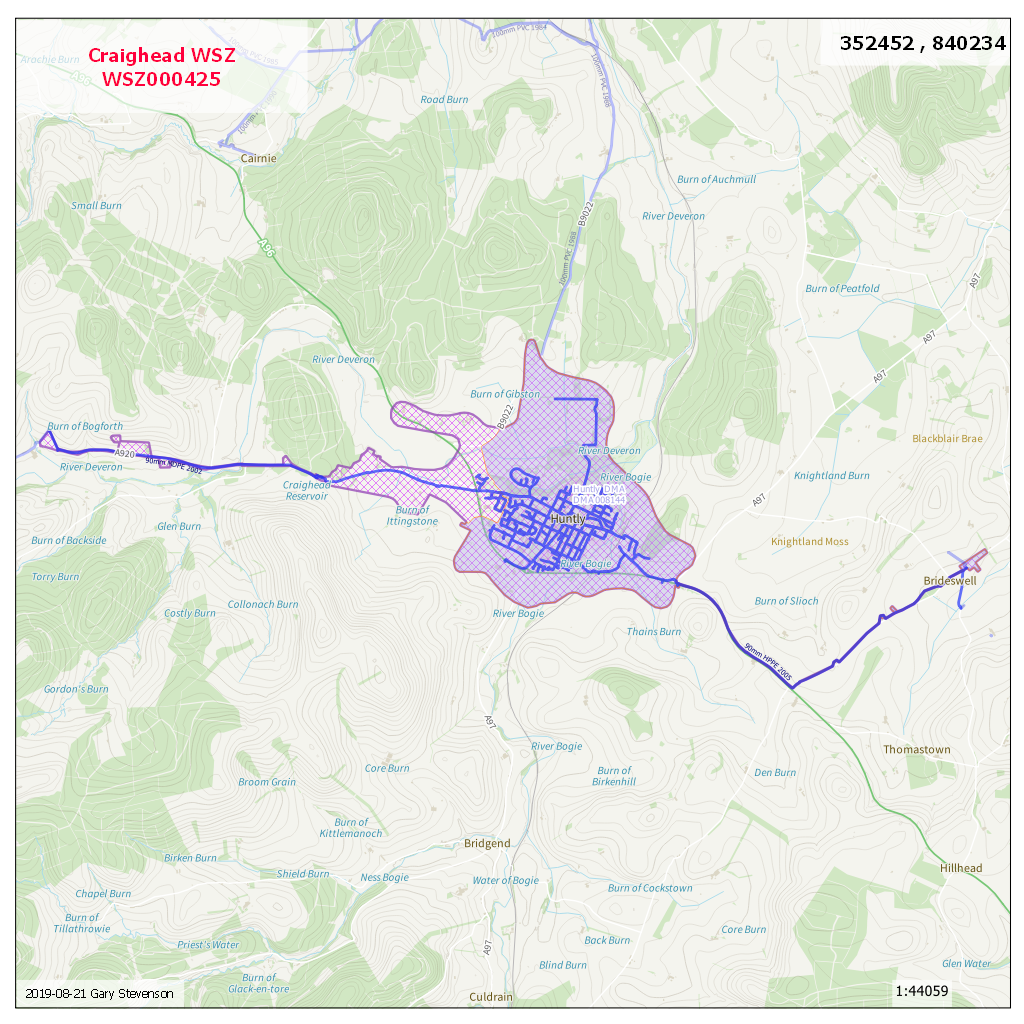 100mm PVC 1984
352452 , 840234
Craighead WSZ
WSZ000425
Arochie Burn
PVC 1985
A96
100mm PVC 1988
Road Burn
Cairnie
Burn of Auchmull
Small Burn
River Deveron
B9022
A96
100mm PVC 1988
A97
Burn of Peatfold
A97
River Deveron
A97
Burn of Gibston
B9022
Burn of Bogforth
Blackblair Brae
A920
River Deveron
90mm HDPE 2002
River Deveron
River Bogie
Knightland Burn
Craighead
Reservoir
Huntly DMA
DMA008144
A97
Burn of
Ittingstone
Huntly
Glen Burn
Burn of Backside
Knightland Moss
River Bogie
Torry Burn
Brideswell
Collonach Burn
Burn of Slioch
Costly Burn
River Bogie
Thains Burn
90mm HPPE 2005
Gordon's Burn
A97
River Bogie
Thomastown
Core Burn
Burn of
Birkenhill
Den Burn
Broom Grain
Burn of
Kittlemanoch
Bridgend
Birken Burn
Hillhead
Shield Burn
Ness Bogie
Water of Bogie
Burn of Cockstown
Chapel Burn
Burn of
Tillathrowie
Core Burn
Priest's Water
A97
Back Burn
Blind Burn
Glen Water
Burn of
Glack-en-tore
2019-08-21 Gary Stevenson
Culdrain
1:44059